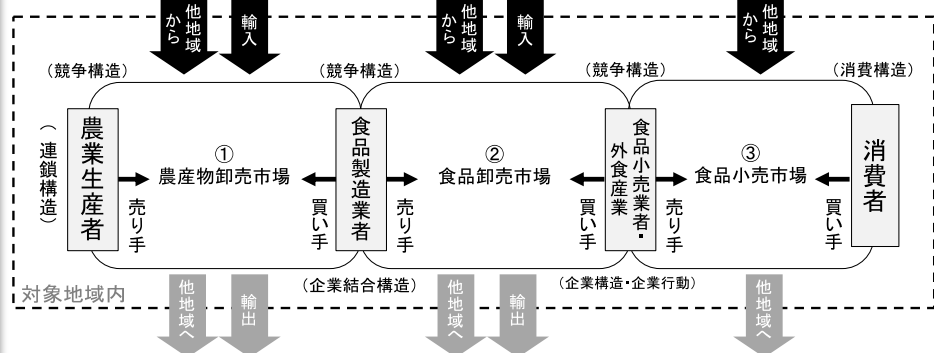 他地域から
輸入
他地域から
輸入
他地域から
（競争構造）
（競争構造）
（競争構造）
（消費構造）
（連鎖構造）
農業生産者
①
農産物卸売市場
売り手
買い手
食品製造業者
②
食品卸売市場
売り手
買い手
食品小売業者・
外食産業
③
食品小売市場
売り手
買い手
消費者
（企業結合構造）
（企業構造・企業行動）
対象地域内
他地域へ
輸出
他地域へ
輸出
他地域へ